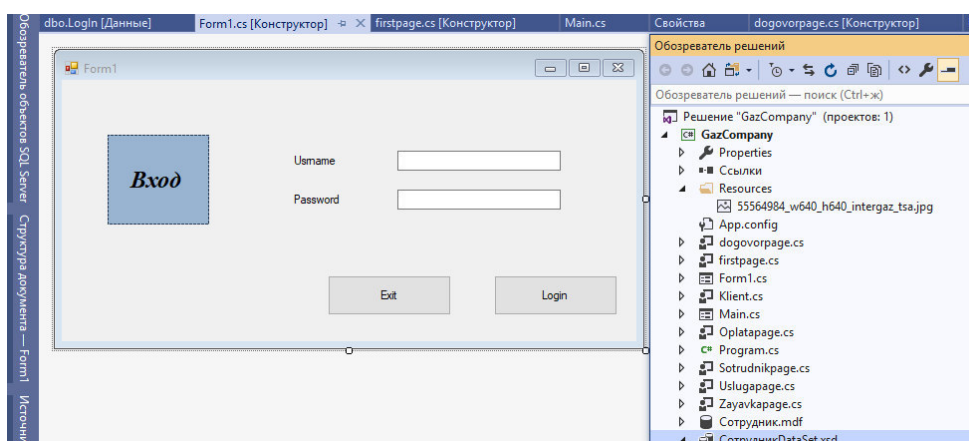 dbo.LogIn [Данные]
Form1.cs [Конструктор]
firstpage.cs [Конструктор]
Main.cs
Свойства
dogovorpage.cs [Конструктор]
Обозреватель объектов SQL Server
Структура документа — Form1
Form1
Вход
Usrname
Password
Exit
Login
Обозреватель решений
Обозреватель решений — поиск (Ctrl+ж)
Решение "GazCompany" (проектов: 1)
GazCompany
Properties
Ссылки
Resources
55564984_w640_h640_intergaz_tsa.jpg
App.config
dogovorpage.cs
firstpage.cs
Form1.cs
Klient.cs
Main.cs
Oplatapage.cs
Program.cs
Sotrudnikpage.cs
Uslugapage.cs
Zayavkapage.cs
Сотрудник.mdf
СотрудникDataSet.xsd